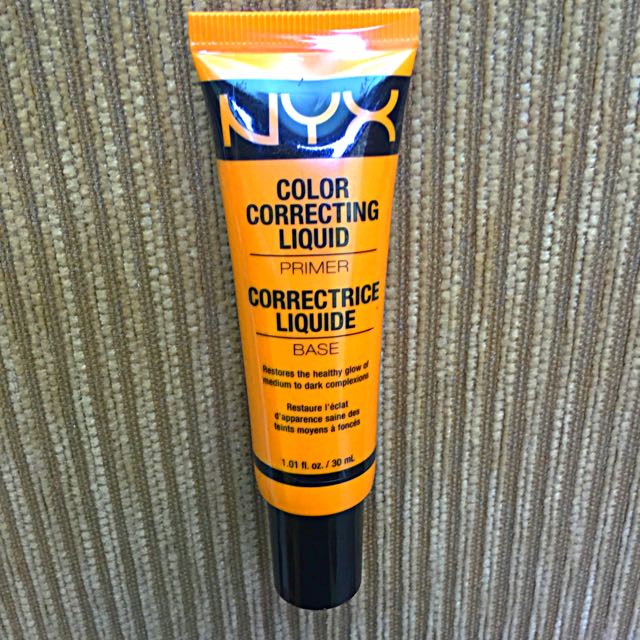 NYX
COLOR
CORRECTING
LIQUID
PRIMER
CORRECTRICE
LIQUIDE
BASE
Restores the healthy glow of
medium to dark complexions
Restaure l'éclat
d'apparence saine des
teints moyens à foncés
1.01 fl. oz. / 30 mL